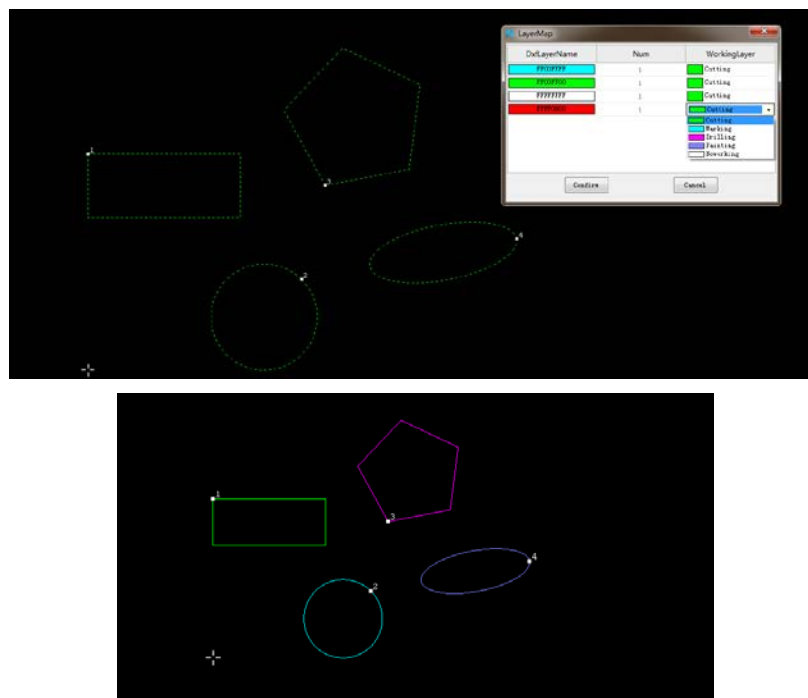 LayerMap
DxfLayerName Num WorkingLayer
FF00FFFF 1 Cutting
FF00FF00 1 Cutting
FFFFFFFF 1 Cutting
FFFF0000 1 Cutting
Cutting
Marking
Drilling
Painting
Confirm Cancel
1
3
4
2
1
3
4
2